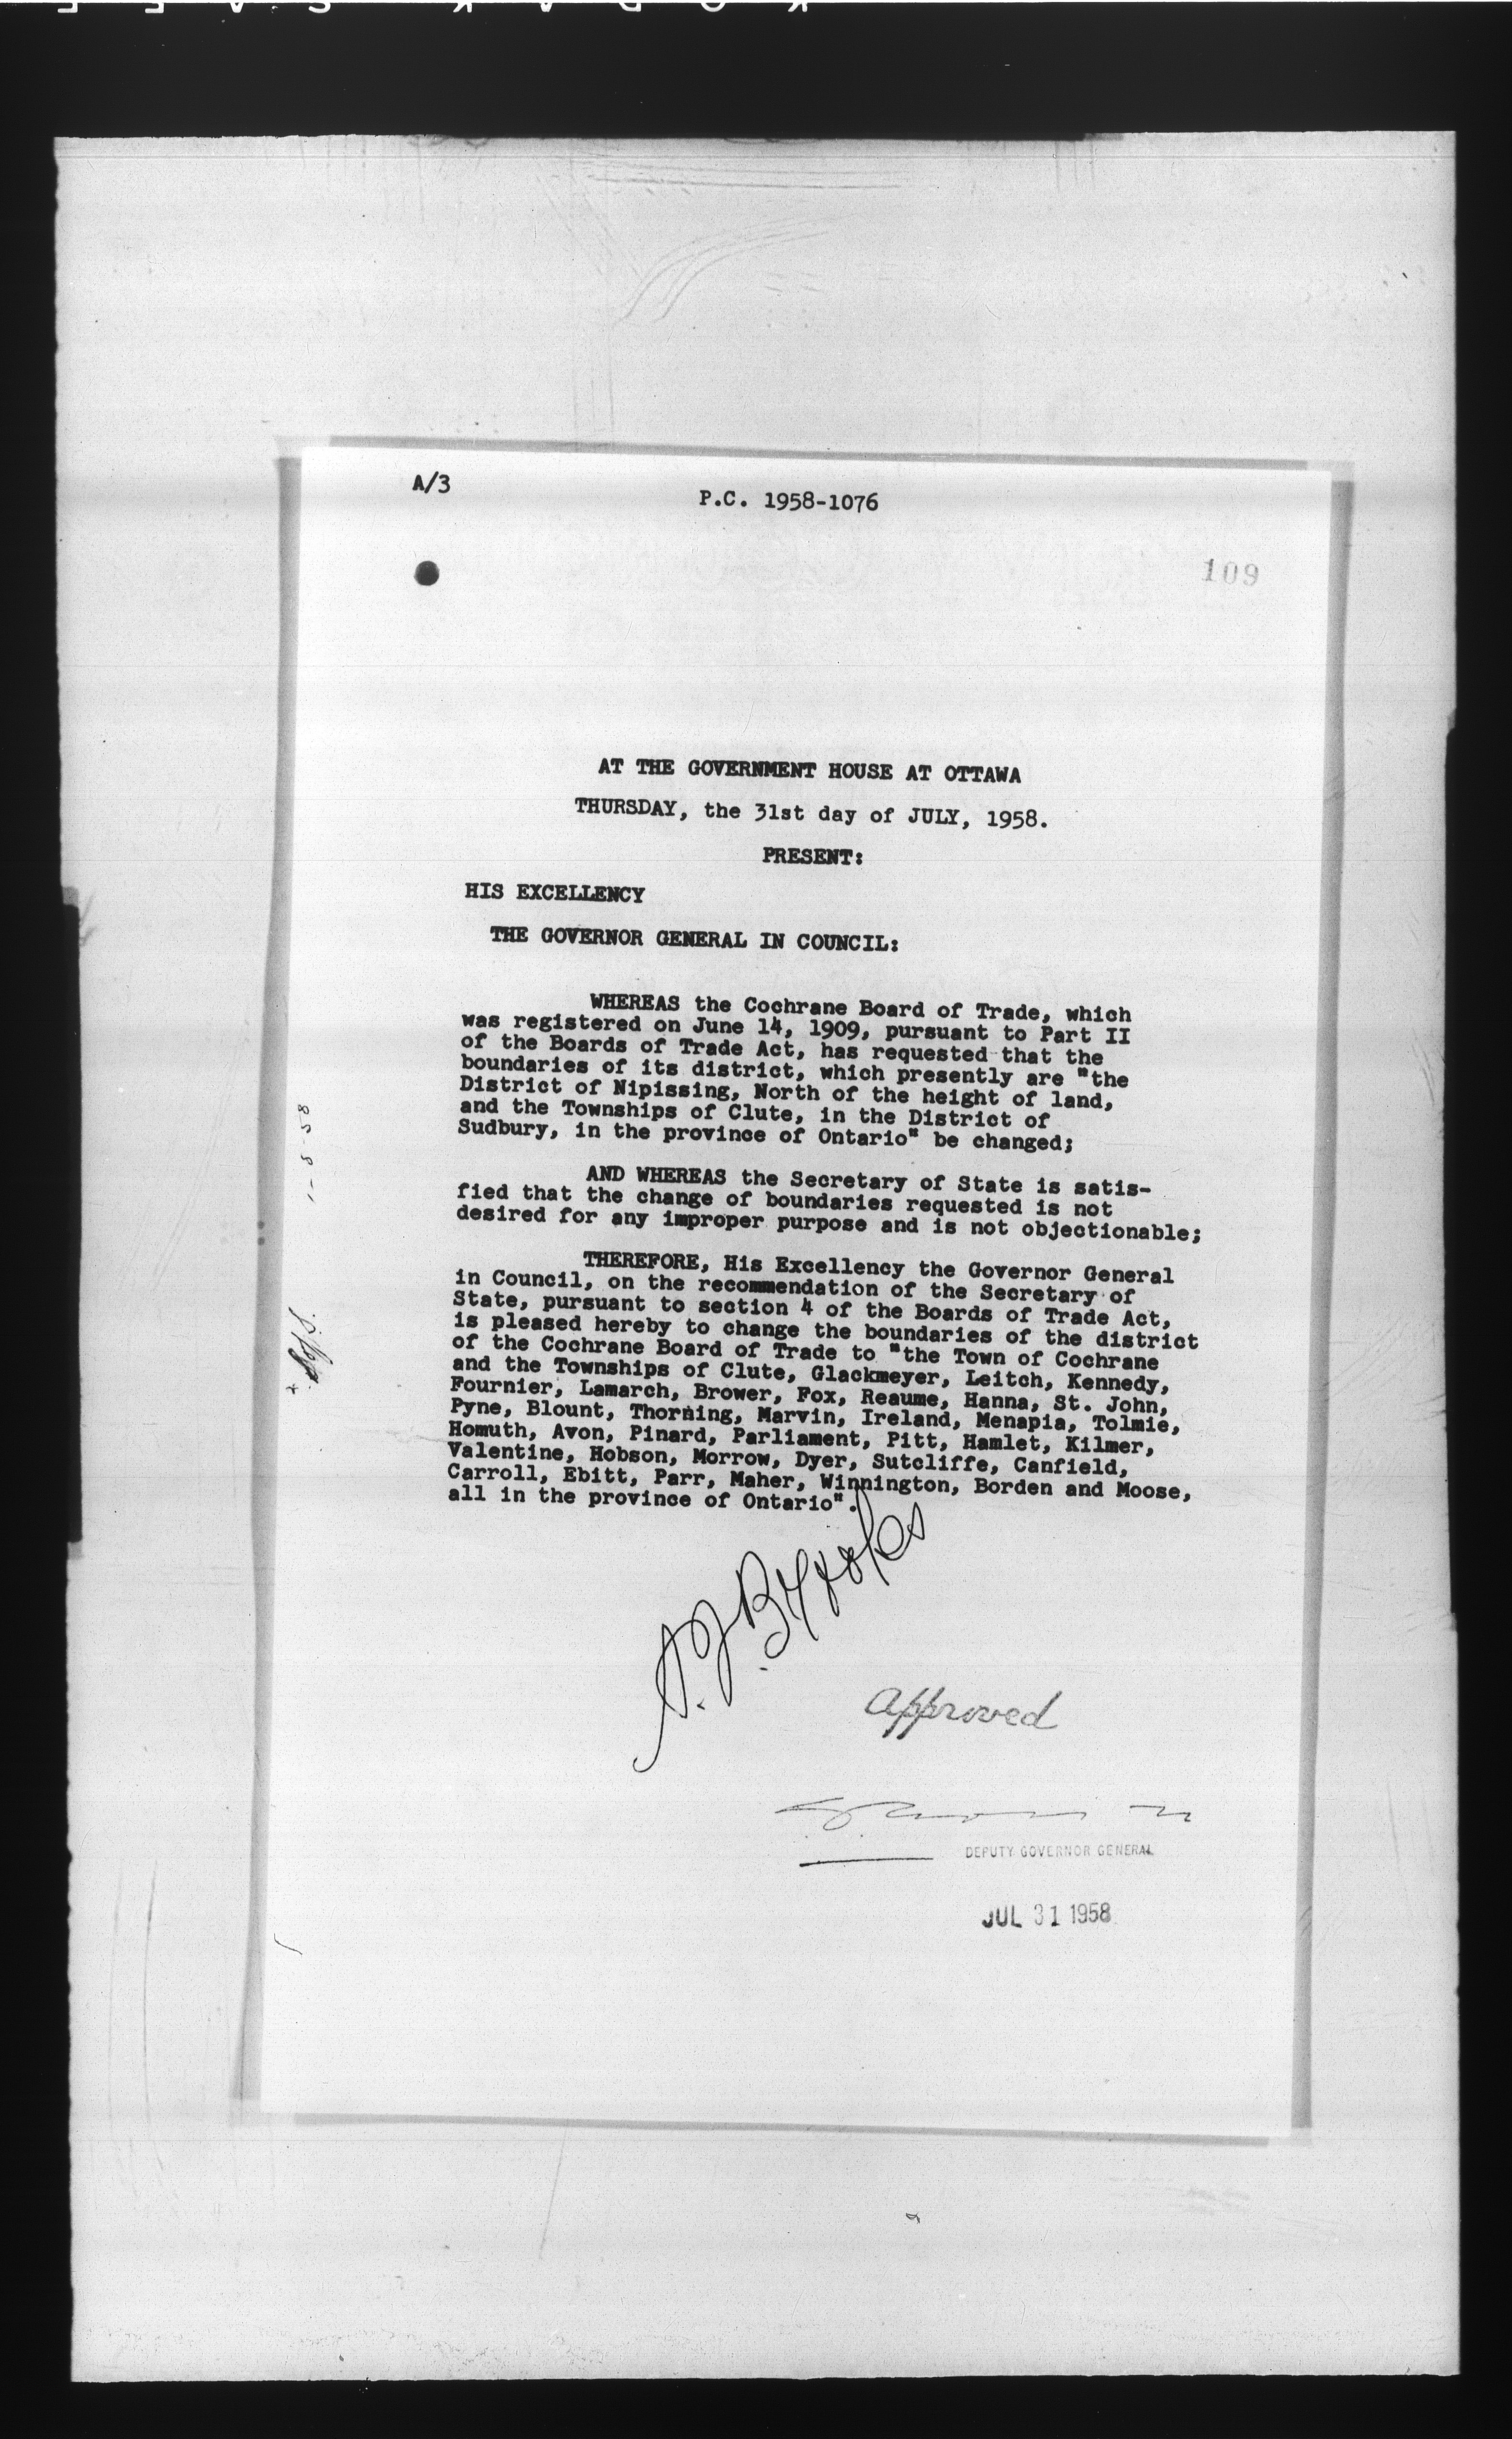 A/3
P.C. 1958-1076
109
AT THE GOVERNMENT HOUSE AT OTTAWA
THURSDAY, the 31st day of JULY, 1958.
PRESENT:
HIS EXCELLENCY
THE GOVERNOR GENERAL IN COUNCIL:
WHEREAS the Cochrane Board of Trade, which
was registered on June 14, 1909, pursuant to Part II
of the Boards of Trade Act, has requested that the
boundaries of its district, which presently are "the
District of Nipissing, North of the height of land,
and the Townships of Clute, in the District of
Sudbury, in the province of Ontario" be changed;
AND WHEREAS the Secretary of State is satis-
fied that the change of boundaries requested is not
desired for any improper purpose and is not objectionable;
THEREFORE, His Excellency the Governor General
in Council, on the recommendation of the Secretary of
State, pursuant to section 4 of the Boards of Trade Act,
is pleased hereby to change the boundaries of the district
of the Cochrane Board of Trade to "the Town of Cochrane
and the Townships of Clute, Glackmeyer, Leitch, Kennedy,
Fournier, Lamarch, Brower, Fox, Reaume, Hanna, St. John,
Pyne, Blount, Thorning, Marvin, Ireland, Menapia, Tolmie,
Homuth, Avon, Pinard, Parliament, Pitt, Hamlet, Kilmer,
Valentine, Hobson, Morrow, Dyer, Sutcliffe, Canfield,
Carroll, Ebitt, Parr, Maher, Winnington, Borden and Moose,
all in the province of Ontario".
1-8-58
Approved
DEPUTY GOVERNOR GENERAL
JUL 31 1958